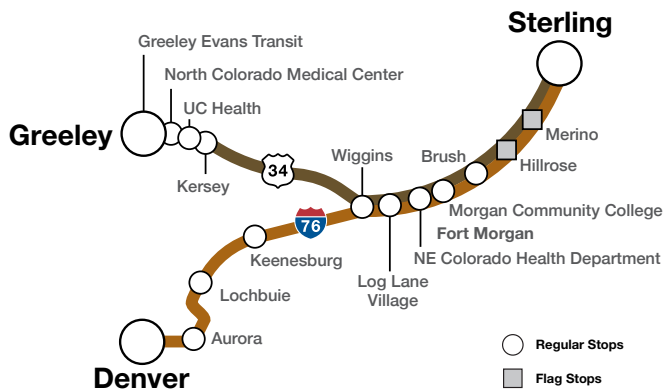 Sterling
Greeley Evans Transit
North Colorado Medical Center
UC Health
Greeley
Merino
Wiggins
Brush
Hillrose
34
Kersey
Morgan Community College
76
Fort Morgan
Keenesburg
NE Colorado Health Department
Log Lane
Village
Lochbuie
Aurora
Regular Stops
Denver
Flag Stops